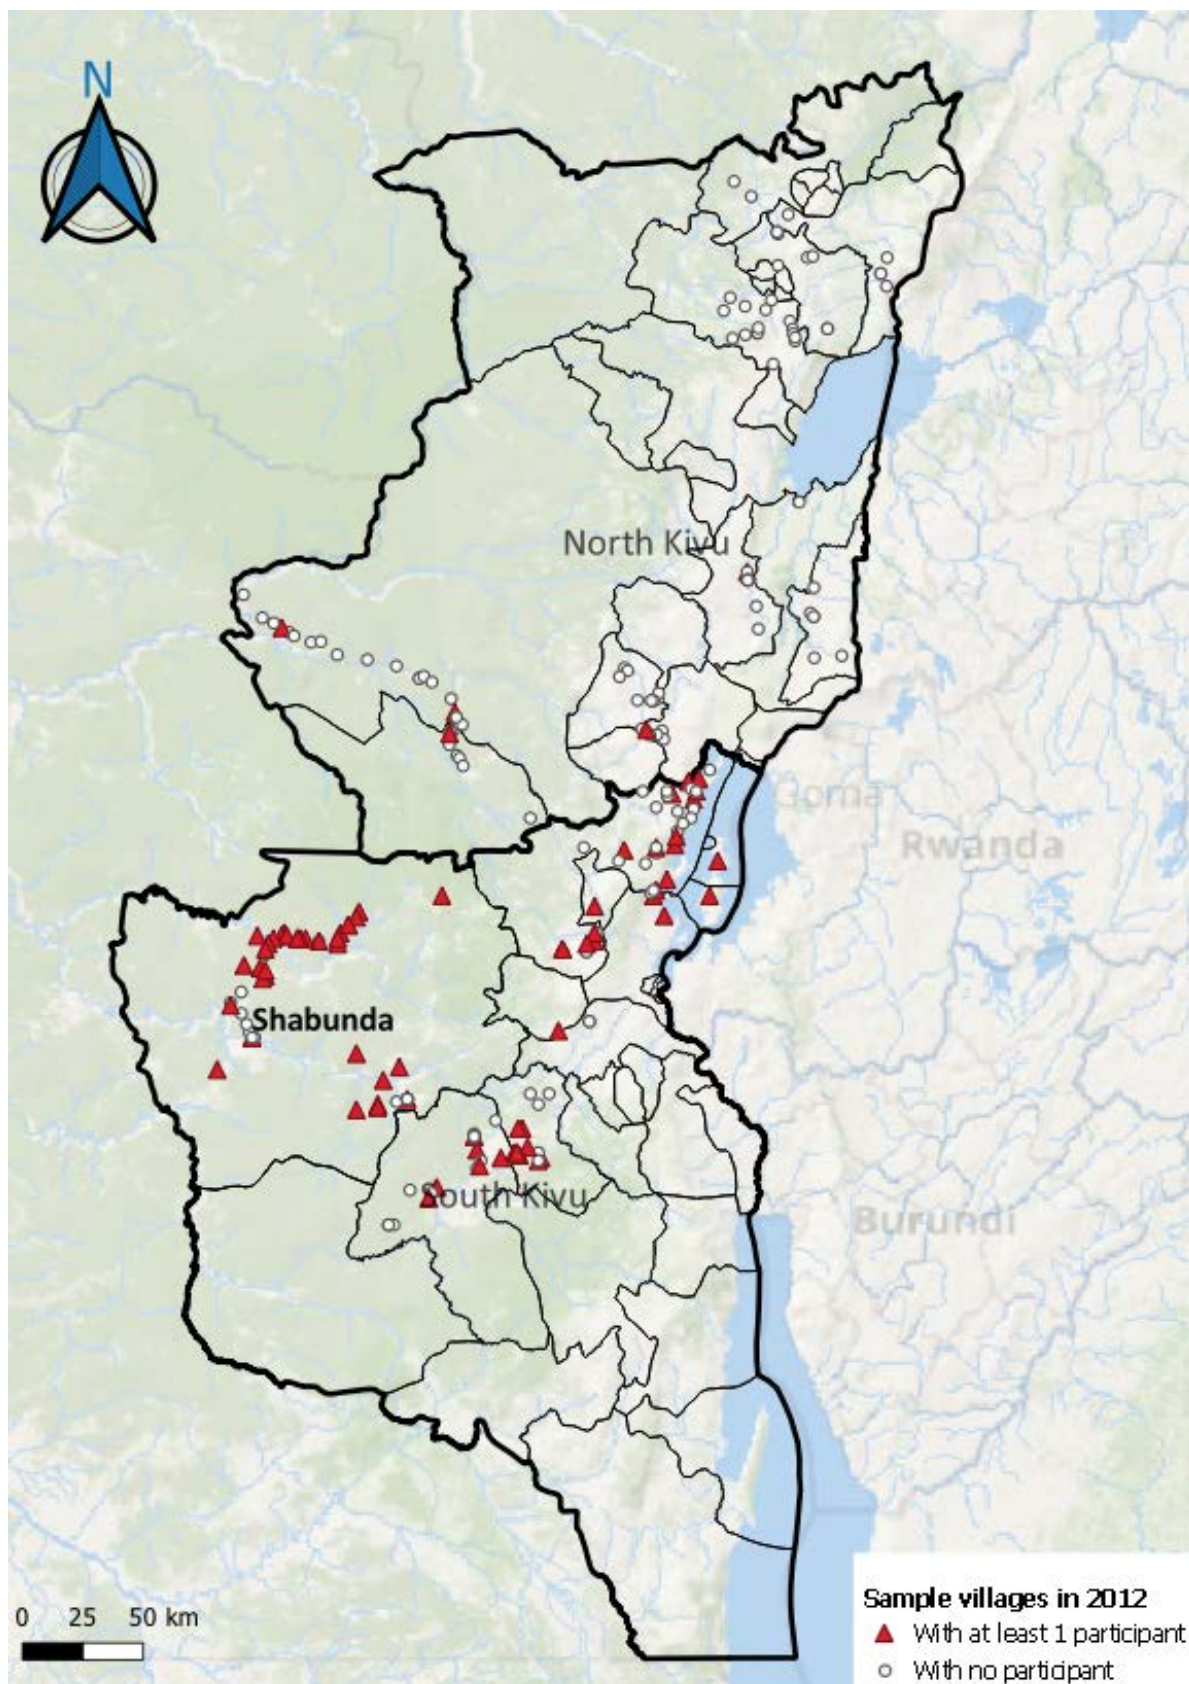 N
North Kivu
Goma
Rwanda
Shabunda
South Kivu
Burundi
0 25 50 km
Sample villages in 2012
With at least 1 participant
With no participant